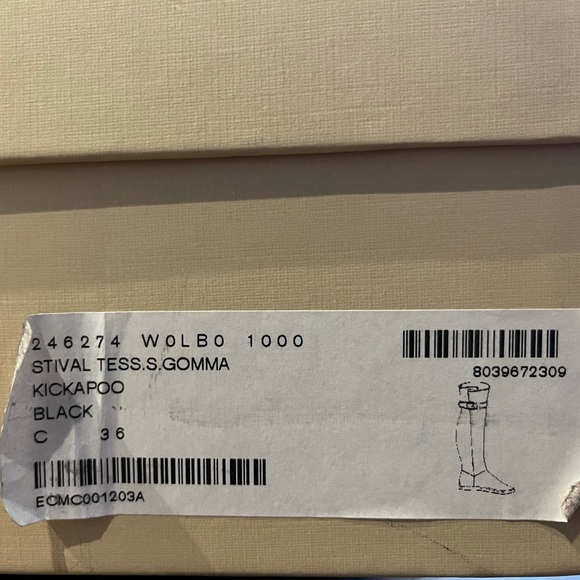 246274 W0LB0 1000
STIVAL TESS.S.GOMMA
KICKAPOO
BLACK
C 36
8039672309
ECMC001203A